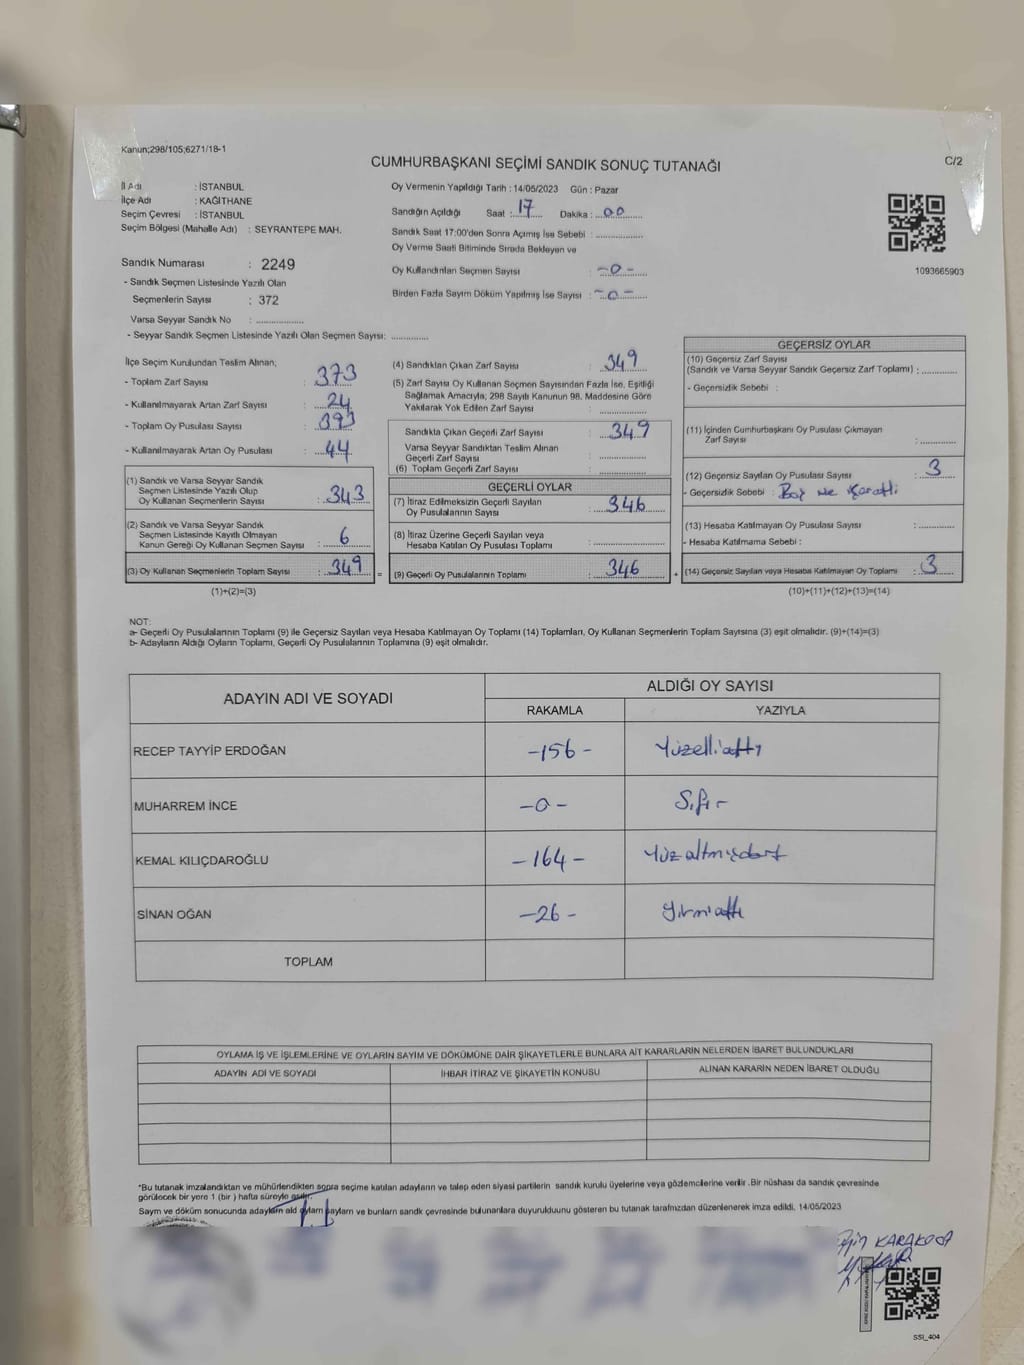 Kanun;298/105;6271/18-1
CUMHURBAŞKANI SEÇİMİ SANDIK SONUÇ TUTANAĞI
C/2
İl Adı : İSTANBUL
İlçe Adı : KAĞITHANE
Seçim Çevresi : İSTANBUL
Seçim Bölgesi (Mahalle Adı) : SEYRANTEPE MAH.
Sandık Numarası : 2249
- Sandık Seçmen Listesinde Yazılı Olan
Seçmenlerin Sayısı : 372
Varsa Seyyar Sandık No :
- Seyyar Sandık Seçmen Listesinde Yazılı Olan Seçmen Sayısı:
Oy Vermenin Yapıldığı Tarih : 14/05/2023 Gün : Pazar
Sandığın Açıldığı Saat : 17 Dakika : 00
Sandık Saat 17:00'den Sonra Açmış İse Sebebi :
Oy Verme Saati Bitiminde Sırada Bekleyen ve
Oy Kullandırılan Seçmen Sayısı : -0-
Birden Fazla Sayım Döküm Yapılmış İse Sayısı : -0-
1093665903
İlçe Seçim Kurulundan Teslim Alınan;
- Toplam Zarf Sayısı : 373
- Kullanılmayarak Artan Zarf Sayısı : 24
- Toplam Oy Pusulası Sayısı : 393
- Kullanılmayarak Artan Oy Pusulası : 44
(1) Sandık ve Varsa Seyyar Sandık
Seçmen Listesinde Yazılı Olup
Oy Kullanan Seçmenlerin Sayısı : 343
(2) Sandık ve Varsa Seyyar Sandık
Seçmen Listesinde Kayıtlı Olmayan
Kanun Gereği Oy Kullanan Seçmen Sayısı : 6
(3) Oy Kullanan Seçmenlerin Toplam Sayısı : 349 =
(1)+(2)=(3)
(4) Sandıktan Çıkan Zarf Sayısı : 349
(5) Zarf Sayısı Oy Kullanan Seçmen Sayısından Fazla İse, Eşitliği
Sağlamak Amacıyla; 298 Sayılı Kanunun 98. Maddesine Göre
Yakılarak Yok Edilen Zarf Sayısı :
Sandıkta Çıkan Geçerli Zarf Sayısı : 349
Varsa Seyyar Sandıktan Teslim Alınan
Geçerli Zarf Sayısı :
(6) Toplam Geçerli Zarf Sayısı :
GEÇERLİ OYLAR
(7) İtiraz Edilmeksizin Geçerli Sayılan
Oy Pusulalarının Sayısı : 346
(8) İtiraz Üzerine Geçerli Sayılan veya
Hesaba Katılan Oy Pusulası Toplamı :
(9) Geçerli Oy Pusulalarının Toplamı : 346 +
GEÇERSİZ OYLAR
(10) Geçersiz Zarf Sayısı
(Sandık ve Varsa Seyyar Sandık Geçersiz Zarf Toplamı) :
- Geçersizlik Sebebi :
(11) İçinden Cumhurbaşkanı Oy Pusulası Çıkmayan
Zarf Sayısı :
(12) Geçersiz Sayılan Oy Pusulası Sayısı : 3
- Geçersizlik Sebebi :
(13) Hesaba Katılmayan Oy Pusulası Sayısı :
- Hesaba Katılmama Sebebi :
(14) Geçersiz Sayılan veya Hesaba Katılmayan Oy Toplamı : 3
(10)+(11)+(12)+(13)=(14)
NOT:
a- Geçerli Oy Pusulalarının Toplamı (9) ile Geçersiz Sayılan veya Hesaba Katılmayan Oy Toplamı (14) Toplamları, Oy Kullanan Seçmenlerin Toplam Sayısına (3) eşit olmalıdır. (9)+(14)=(3)
b- Adayların Aldığı Oyların Toplamı, Geçerli Oy Pusulalarının Toplamına (9) eşit olmalıdır.
ADAYIN ADI VE SOYADI
ALDIĞI OY SAYISI
RAKAMLA YAZIYLA
RECEP TAYYİP ERDOĞAN -156- Yüzellialtı
MUHARREM İNCE -0- Sıfır
KEMAL KILIÇDAROĞLU -164- Yüzaltmışdört
SİNAN OĞAN -26- Yirmialtı
TOPLAM
OYLAMA İŞ VE İŞLEMLERİNE VE OYLARIN SAYIM VE DÖKÜMÜNE DAİR ŞİKAYETLERLE BUNLARA AİT KARARLARIN NELERDEN İBARET BULUNDUKLARI
ADAYIN ADI VE SOYADI İHBAR İTİRAZ VE ŞİKAYETİN KONUSU ALINAN KARARIN NEDEN İBARET OLDUĞU
*Bu tutanak imzalandıktan ve mühürlendikten sonra seçime katılan adayların ve talep eden siyasi partilerin sandık kurulu üyelerine veya gözlemcilerine verilir .Bir nüshası da sandık çevresinde
görülecek bir yere 1 (bir ) hafta süreyle asılır.
Sayım ve döküm sonucunda adayların aldığı oyların sayıları ve bunların sandık çevresinde bulunanlara duyurulduğunu gösteren bu tutanak tarafımızdan düzenlenerek imza edildi, 14/05/2023
KARAKOCA
SSİ_404